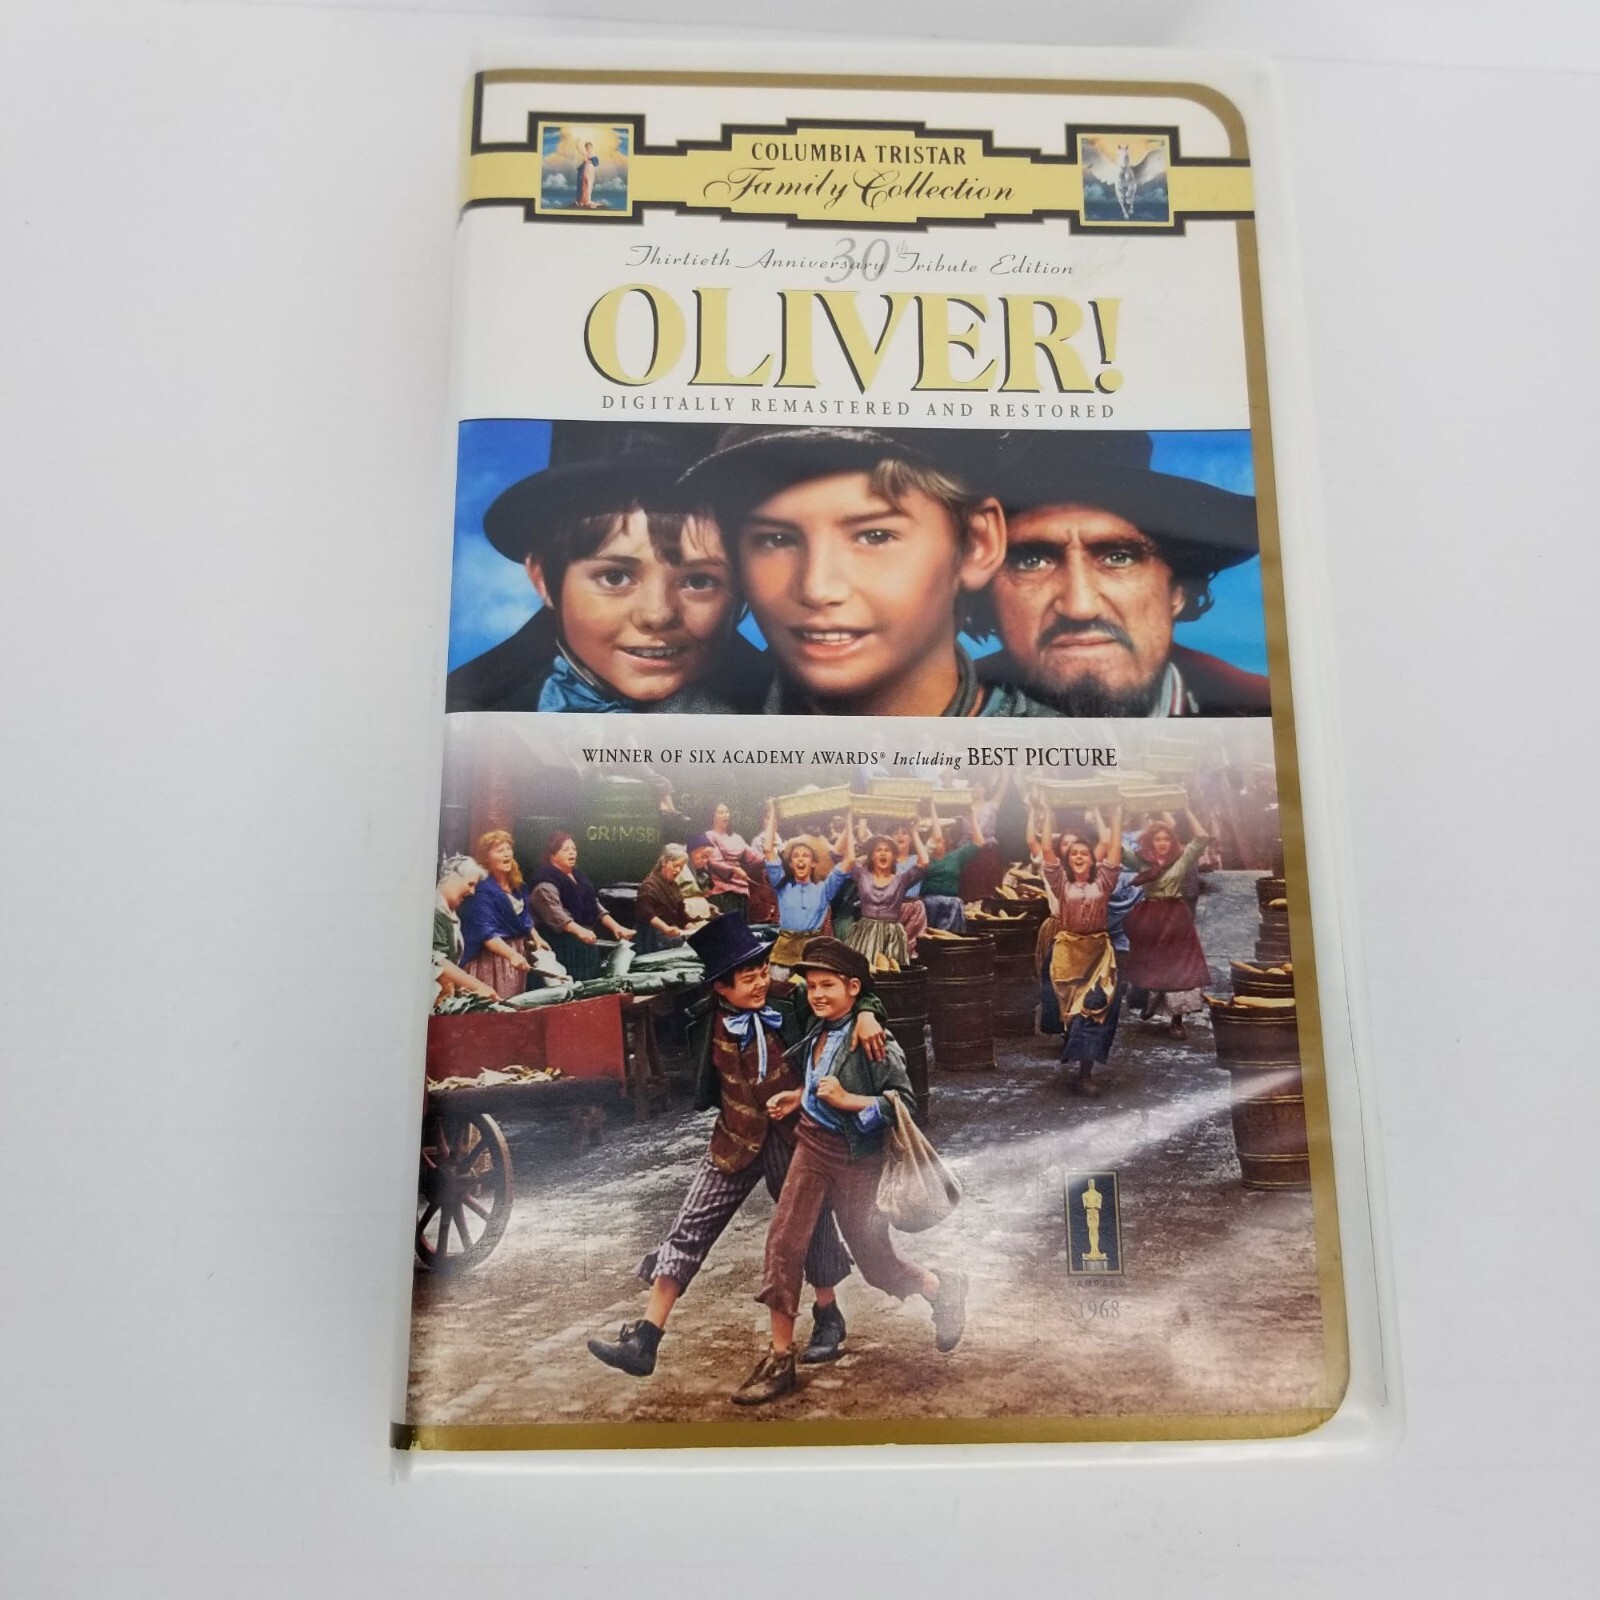 COLUMBIA TRISTAR
Family Collection
Thirtieth Anniversary Tribute Edition
30th
OLIVER!
DIGITALLY REMASTERED AND RESTORED
WINNER OF SIX ACADEMY AWARDS® Including BEST PICTURE
GRIMSB
1968